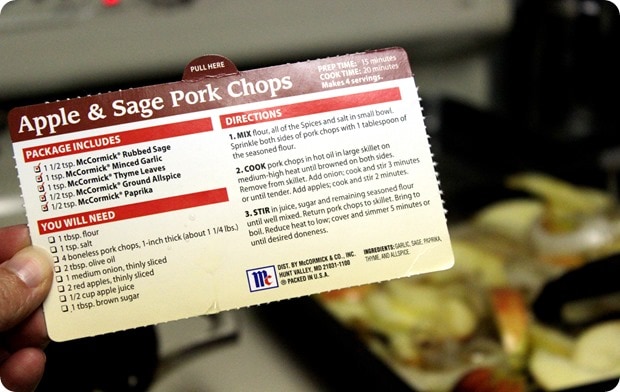 PULL HERE
Apple & Sage Pork Chops
PREP TIME: 15 minutes
COOK TIME: 20 minutes
Makes 4 servings.
PACKAGE INCLUDES
1 1/2 tsp. McCormick® Rubbed Sage
1 tsp. McCormick® Minced Garlic
1 tsp. McCormick® Thyme Leaves
1/2 tsp. McCormick® Ground Allspice
1/2 tsp. McCormick® Paprika
YOU WILL NEED
1 tbsp. flour
1 tsp. salt
4 boneless pork chops, 1-inch thick (about 1 1/4 lbs.)
2 tbsp. olive oil
1 medium onion, thinly sliced
2 red apples, thinly sliced
1/2 cup apple juice
1 tbsp. brown sugar
DIRECTIONS
1. MIX flour, all of the Spices and salt in small bowl.
Sprinkle both sides of pork chops with 1 tablespoon of
the seasoned flour.
2. COOK pork chops in hot oil in large skillet on
medium-high heat until browned on both sides.
Remove from skillet. Add onion; cook and stir 3 minutes
or until tender. Add apples; cook and stir 2 minutes.
3. STIR in juice, sugar and remaining seasoned flour
until well mixed. Return pork chops to skillet. Bring to
boil. Reduce heat to low; cover and simmer 5 minutes or
until desired doneness.
Mc
DIST. BY McCORMICK & CO., INC.
HUNT VALLEY, MD 21031-1100
® PACKED IN U.S.A.
INGREDIENTS: GARLIC, SAGE, PAPRIKA,
THYME, AND ALLSPICE.